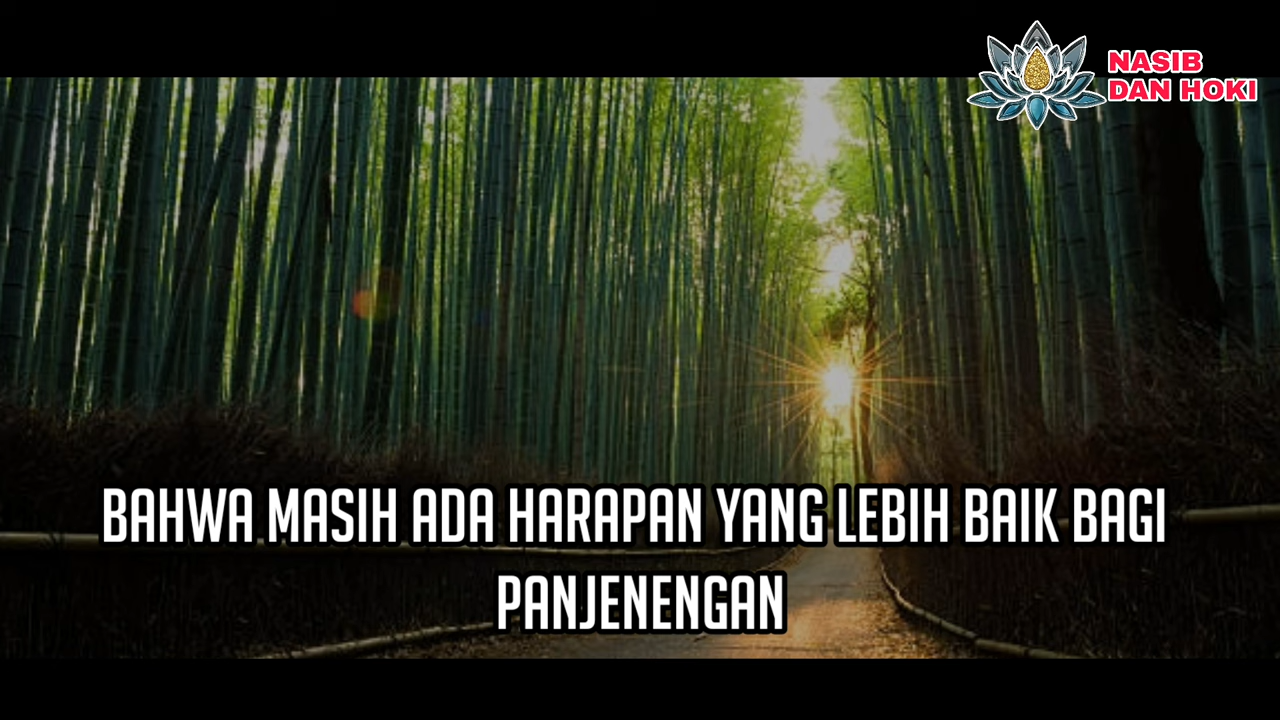 NASIB
DAN HOKI
BAHWA MASIH ADA HARAPAN YANG LEBIH BAIK BAGI
PANJENENGAN